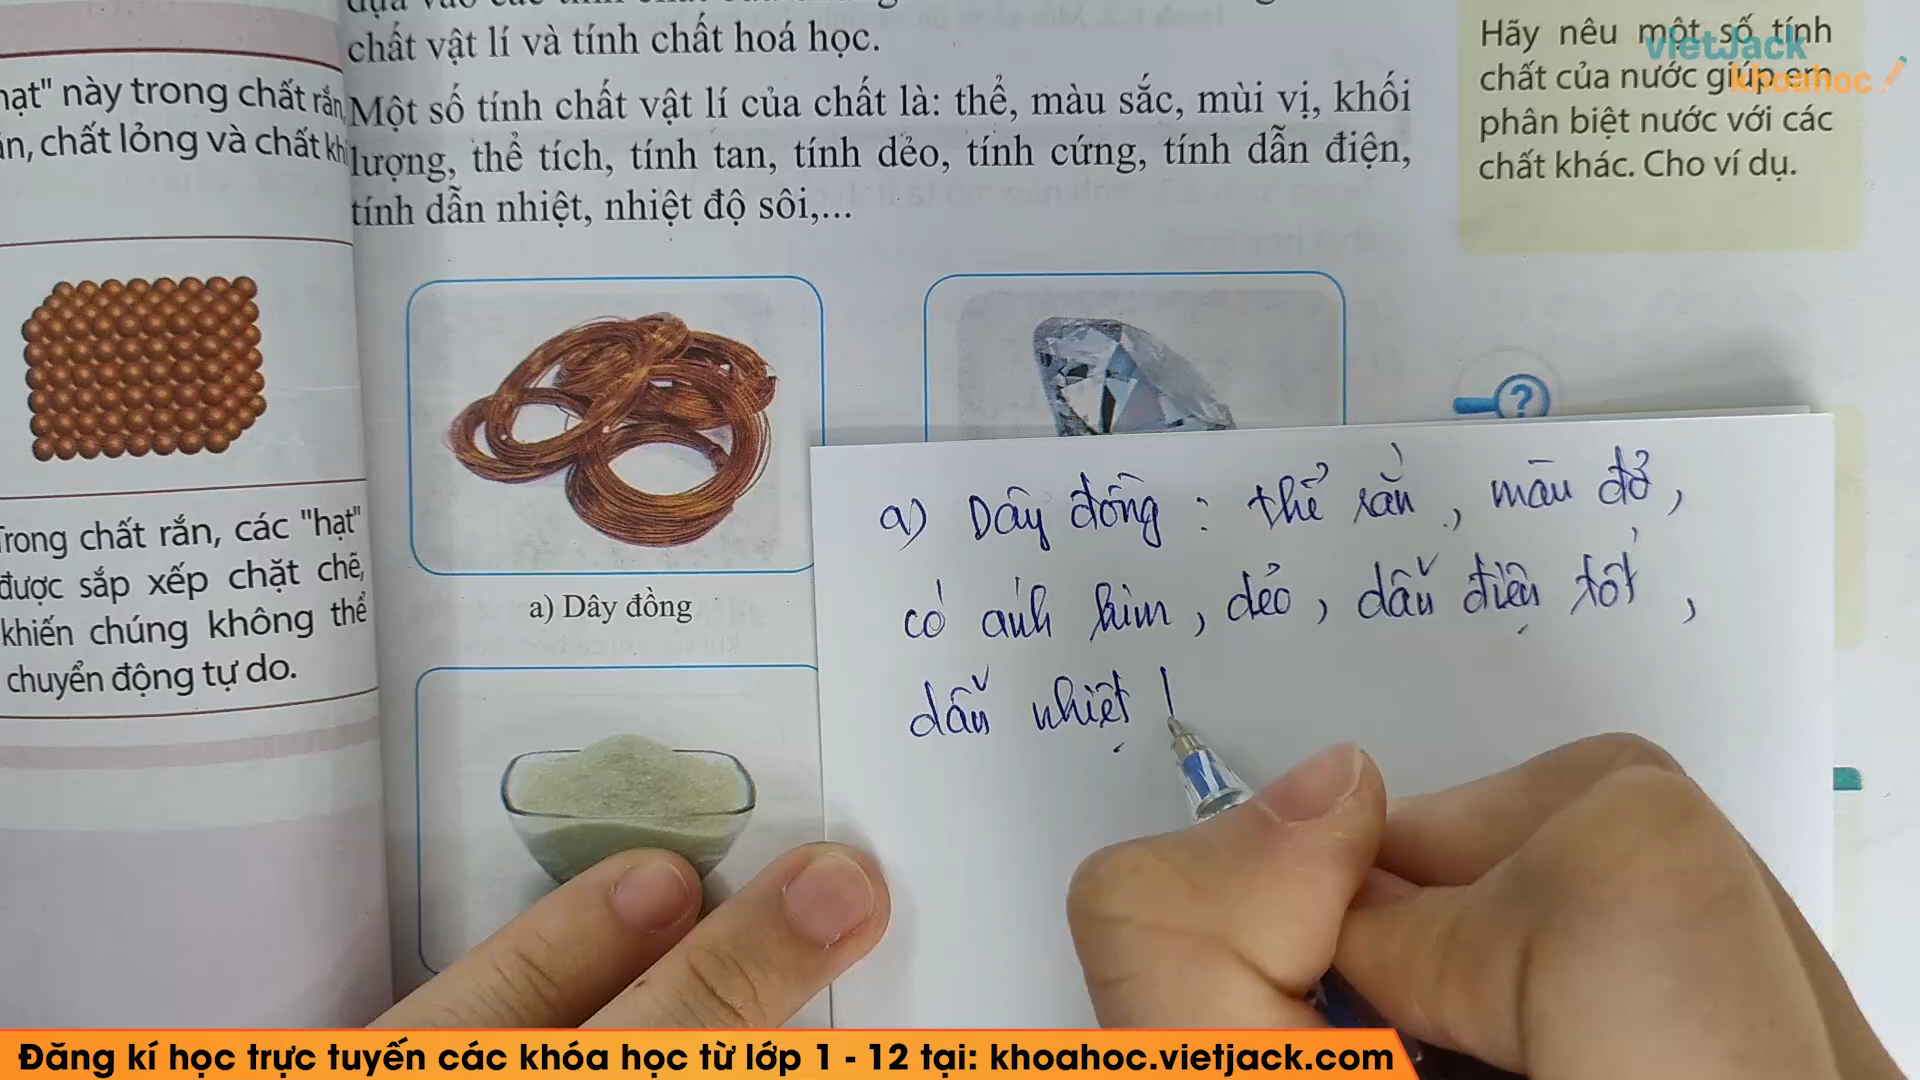 chất vật lí và tính chất hoá học.
Một số tính chất vật lí của chất là: thể, màu sắc, mùi vị, khối
lượng, thể tích, tính tan, tính dẻo, tính cứng, tính dẫn điện,
tính dẫn nhiệt, nhiệt độ sôi,...
Hãy nêu một số tính
chất của nước giúp em
phân biệt nước với các
chất khác. Cho ví dụ.
vietJack
khoahoc
hạt" này trong chất rắn,
chất lỏng và chất
Trong chất rắn, các "hạt"
được sắp xếp chặt chẽ,
khiến chúng không thể
chuyển động tự do.
a) Dây đồng
?
a) Dây đồng : thể rắn, màu đỏ,
có ánh kim, dẻo, dẫn điện tốt,
dẫn nhiệt
Đăng kí học trực tuyến các khóa học từ lớp 1 - 12 tại: khoahoc.vietjack.com